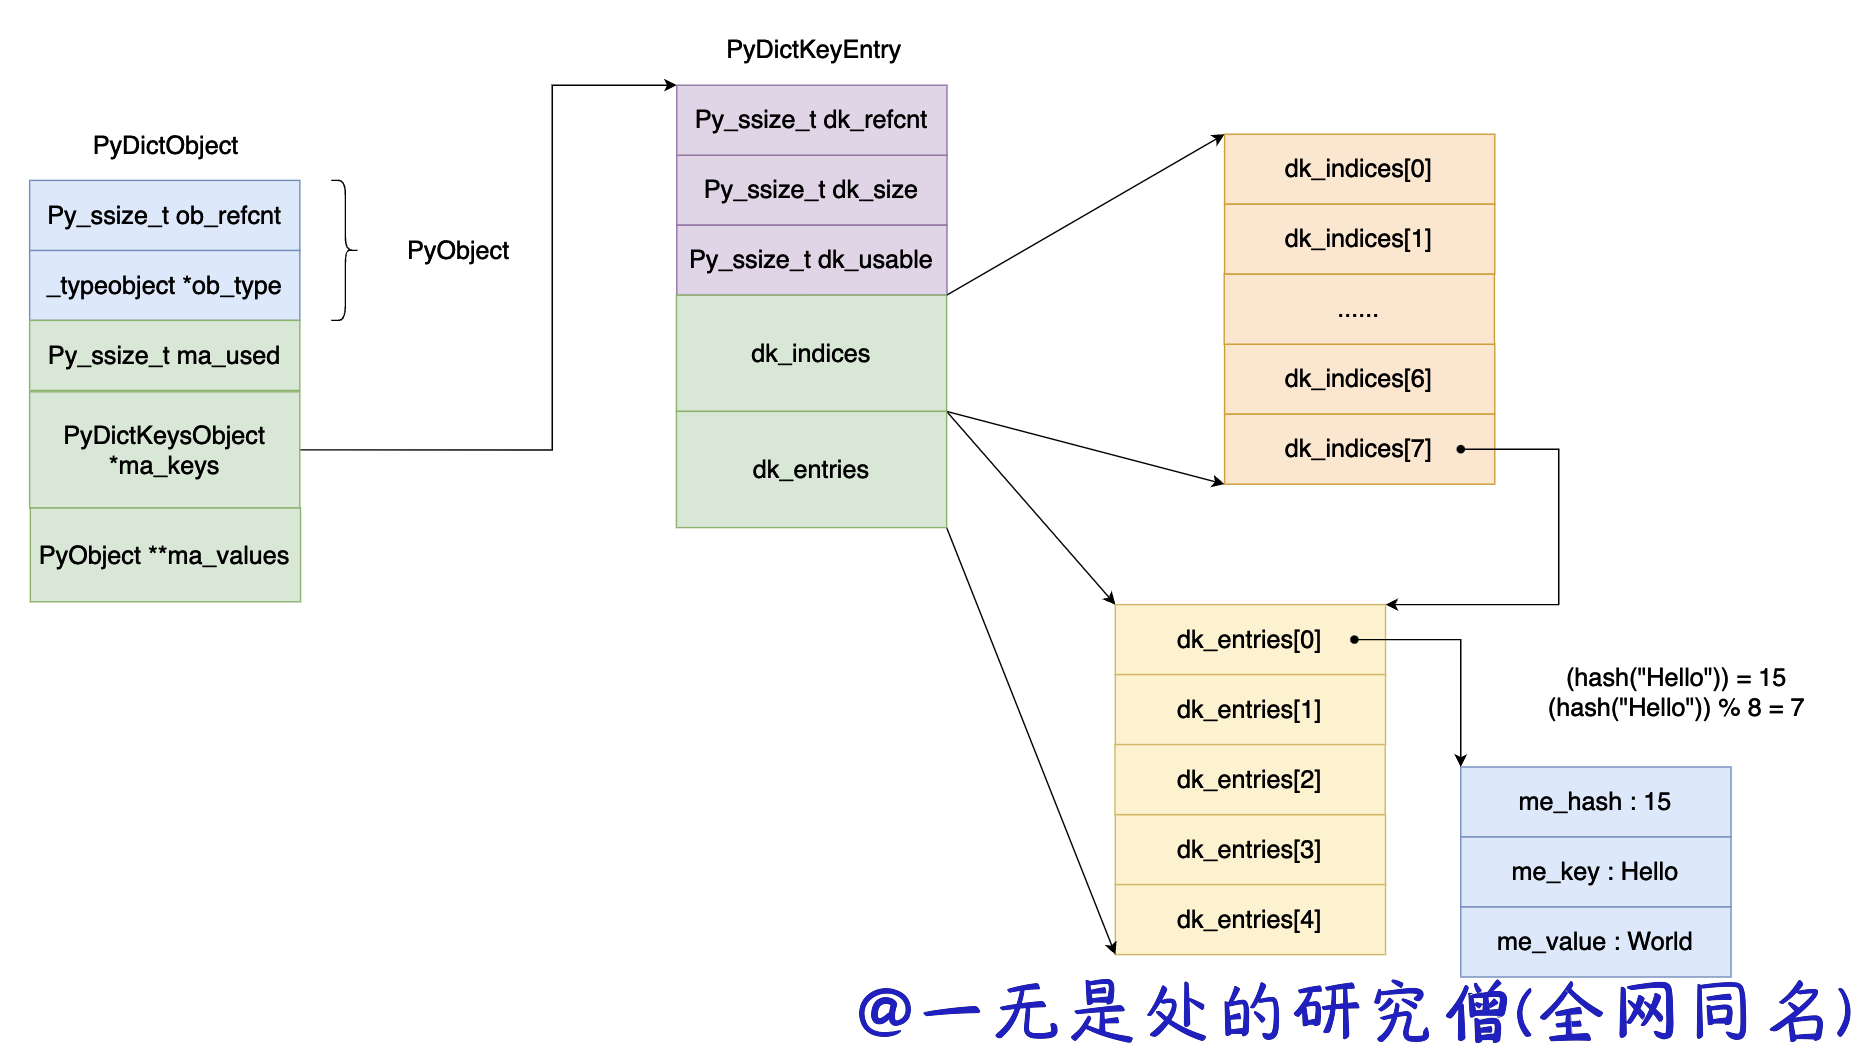 PyDictObject
Py_ssize_t ob_refcnt
_typeobject *ob_type
Py_ssize_t ma_used
PyDictKeysObject
*ma_keys
PyObject **ma_values
PyObject
PyDictKeyEntry
Py_ssize_t dk_refcnt
Py_ssize_t dk_size
Py_ssize_t dk_usable
dk_indices
dk_entries
dk_indices[0]
dk_indices[1]
......
dk_indices[6]
dk_indices[7]
dk_entries[0]
dk_entries[1]
dk_entries[2]
dk_entries[3]
dk_entries[4]
(hash("Hello")) = 15
(hash("Hello")) % 8 = 7
me_hash : 15
me_key : Hello
me_value : World
@一无是处的研究僧(全网同名)